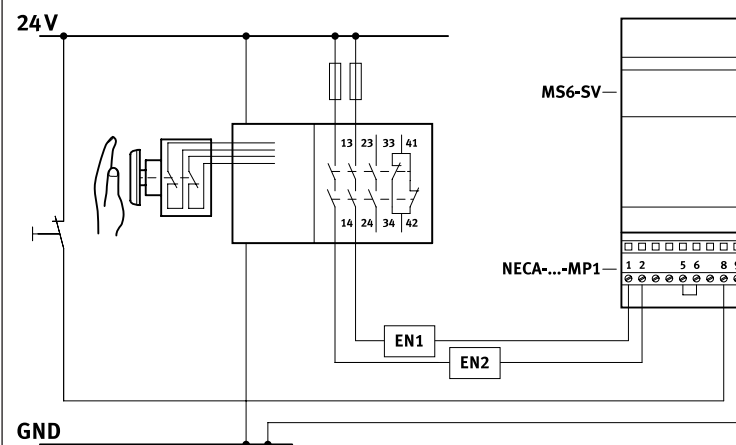 24 V
MS6-SV
13 23 33 41
14 24 34 42
NECA-...-MP1
1 2 5 6 8
EN1
EN2
GND